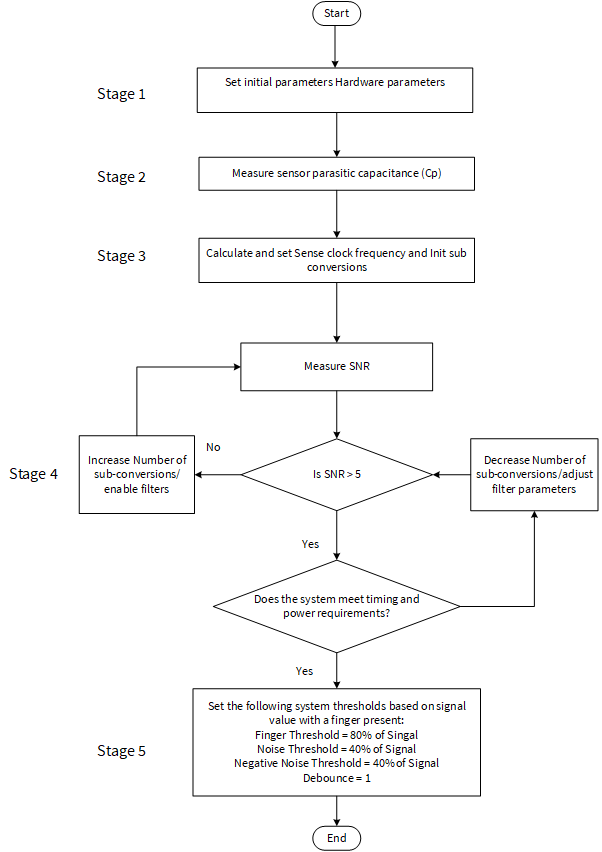 Start
Stage 1
Set initial parameters Hardware parameters
Stage 2
Measure sensor parasitic capacitance (Cp)
Stage 3
Calculate and set Sense clock frequency and Init sub
conversions
Measure SNR
Stage 4
Increase Number of
sub-conversions/
enable filters
No
Is SNR > 5
Decrease Number of
sub-conversions/adjust
filter parameters
Yes
Does the system meet timing and
power requirements?
Yes
Stage 5
Set the following system thresholds based on signal
value with a finger present:
Finger Threshold = 80% of Singal
Noise Threshold = 40% of Signal
Negative Noise Threshold = 40% of Signal
Debounce = 1
End